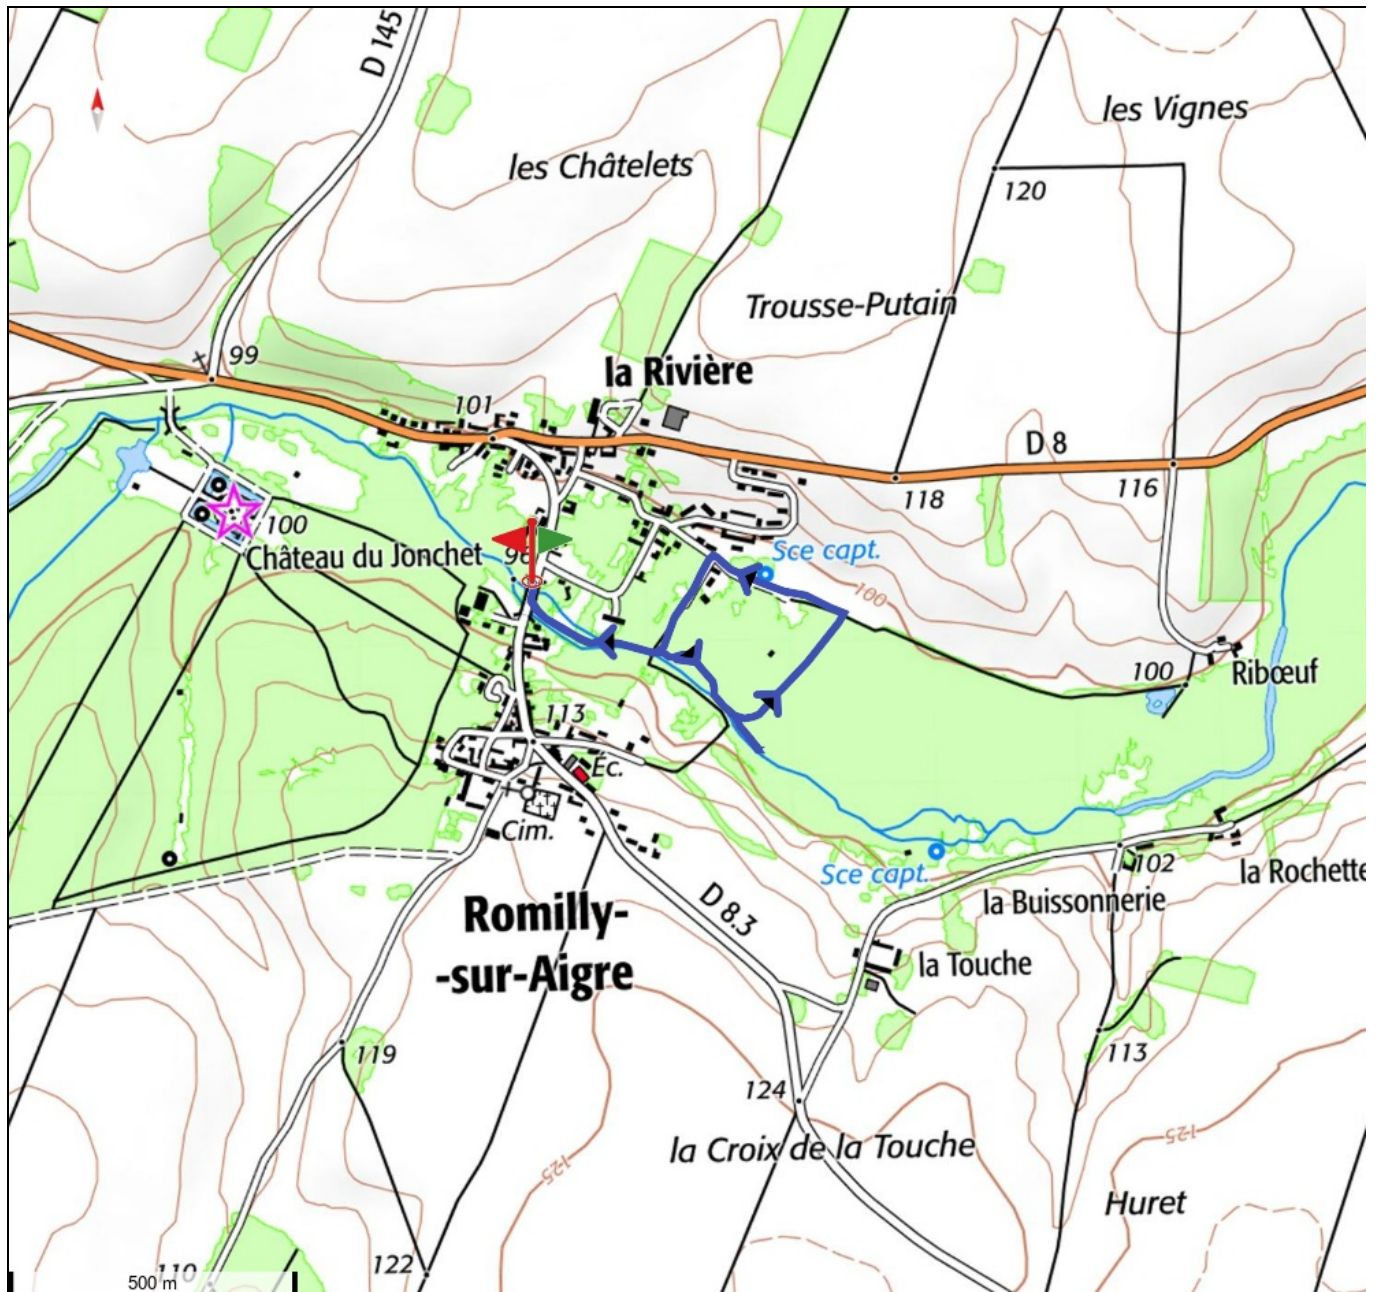 D 145
les Vignes
les Châtelets
120
Trousse-Putain
99
la Rivière
101
D 8
118
116
Sce capt.
100
Château du Jonchet
96
100
100
Ribœuf
113
Éc.
Cim.
Sce capt.
102
la Rochette
la Buissonnerie
Romilly-
-sur-Aigre
D 8.3
la Touche
119
113
124
la Croix de la Touche
125
125
Huret
122
110
500 m